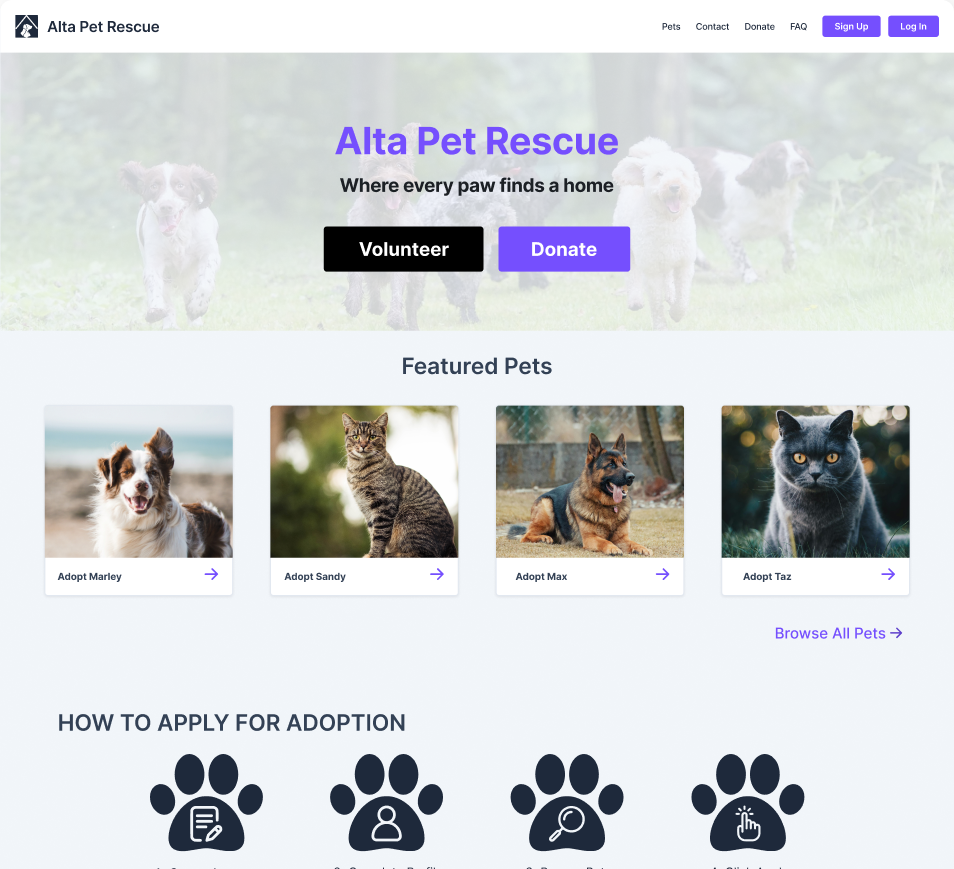 Alta Pet Rescue
Pets Contact Donate FAQ Sign Up Log In
Alta Pet Rescue
Where every paw finds a home
Volunteer Donate
Featured Pets
Adopt Marley
Adopt Sandy
Adopt Max
Adopt Taz
Browse All Pets
HOW TO APPLY FOR ADOPTION